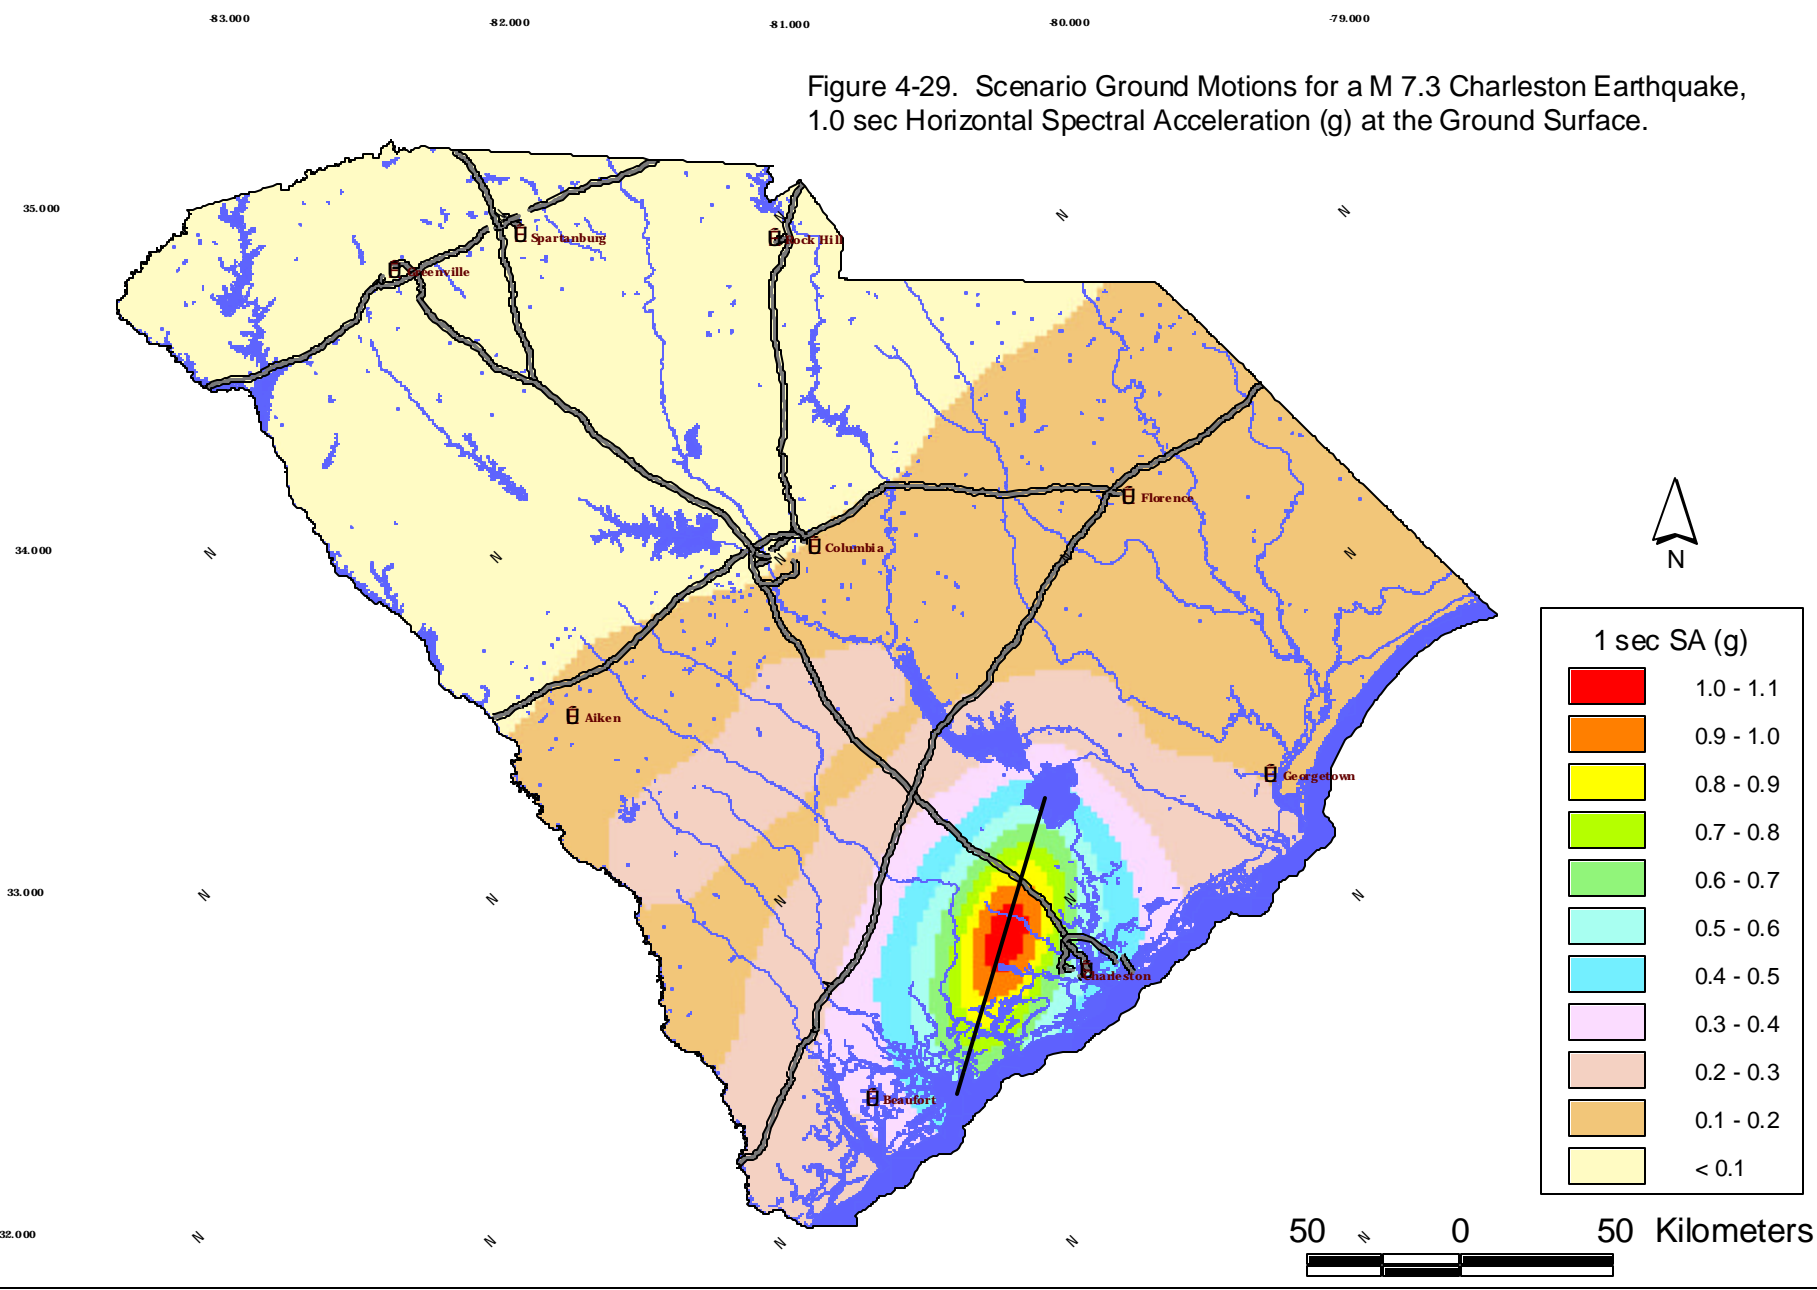 -83.000 -82.000 -81.000 -80.000 -79.000
Figure 4-29. Scenario Ground Motions for a M 7.3 Charleston Earthquake,
1.0 sec Horizontal Spectral Acceleration (g) at the Ground Surface.
35.000
N N N
Spartanburg
Rock Hill
Greenville
Florence
34.000
N N N N
Columbia
N
1 sec SA (g)
1.0 - 1.1
0.9 - 1.0
0.8 - 0.9
0.7 - 0.8
0.6 - 0.7
0.5 - 0.6
0.4 - 0.5
0.3 - 0.4
0.2 - 0.3
0.1 - 0.2
< 0.1
Aiken
Georgetown
33.000
N N N N N
Charleston
Beaufort
32.000
N N N N N
50 0 50 Kilometers